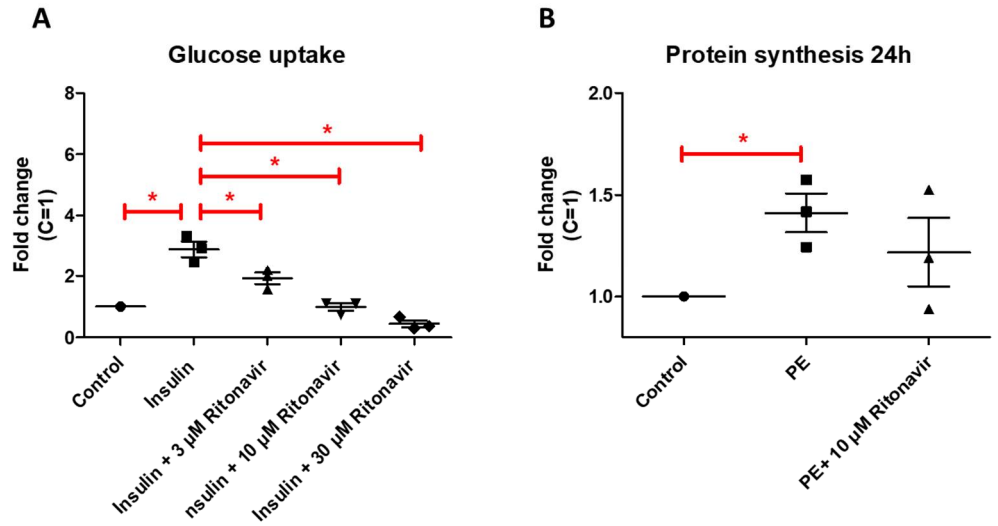 A
Glucose uptake
Fold change
(C=1)
8
6
4
2
0
*
*
*
*
Control
Insulin
Insulin + 3 µM Ritonavir
nsulin + 10 µM Ritonavir
Insulin + 30 µM Ritonavir
B
Protein synthesis 24h
Fold change
(C=1)
2.0
1.5
1.0
*
Control
PE
PE+ 10 µM Ritonavir